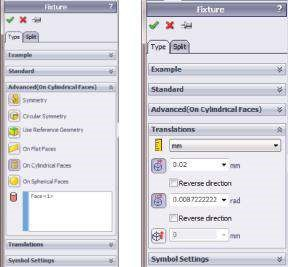 Fixture ?
Type Split
Example
Standard
Advanced(On Cylindrical Faces)
Symmetry
Circular Symmetry
Use Reference Geometry
On Flat Faces
On Cylindrical Faces
On Spherical Faces
Face<1>
Translations
Symbol Settings
Fixture ?
Type Split
Example
Standard
Advanced(On Cylindrical Faces)
Translations
mm
0.02 mm
Reverse direction
0.0087222222 rad
Reverse direction
0 mm
Symbol Settings